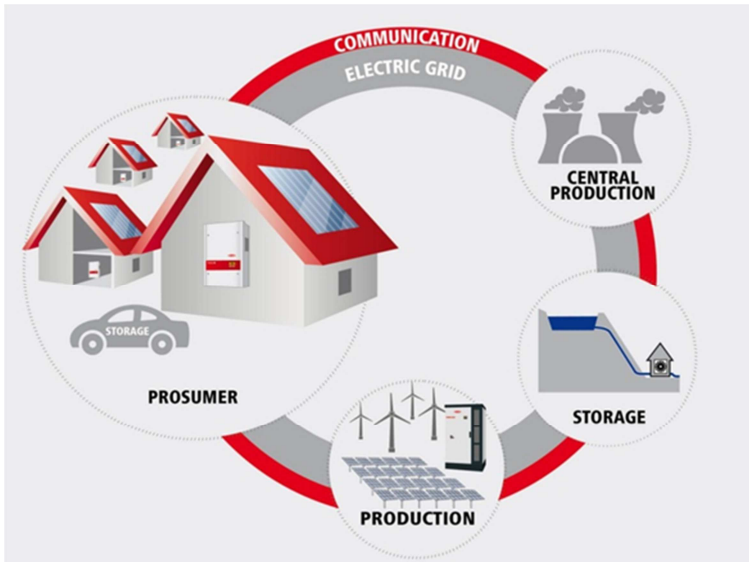 COMMUNICATION
ELECTRIC GRID
CENTRAL
PRODUCTION
STORAGE
PROSUMER
STORAGE
PRODUCTION